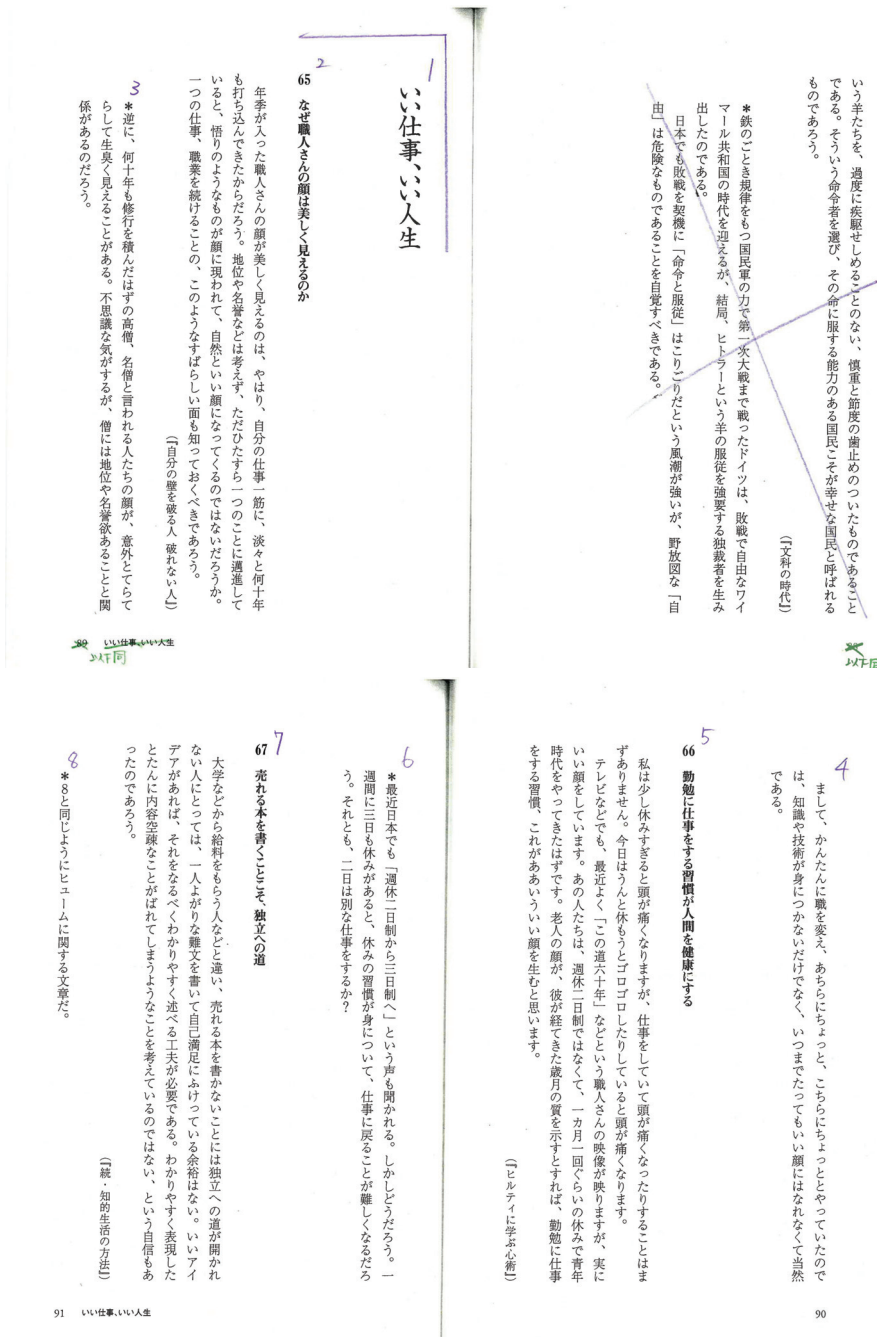 いう羊たちを、過度に疾駆せしめることのない、慎重と節度の歯止めのついたものであること
である。そういう命令者を選び、その命に服する能力のある国民こそが幸せな国民と呼ばれる
ものであろう。
(『文科の時代』)
＊鉄のごとき規律をもつ国民軍の力で第一次大戦まで戦ったドイツは、敗戦で自由なワイ
マール共和国の時代を迎えるが、結局、ヒトラーという羊の服従を強要する独裁者を生み
出したのである。
日本でも敗戦を契機に「命令と服従」はこりごりだという風潮が強いが、野放図な「自
由」は危険なものであることを自覚すべきである。
以下同
1
いい仕事、いい人生
2
65 なぜ職人さんの顔は美しく見えるのか
年季が入った職人さんの顔が美しく見えるのは、やはり、自分の仕事一筋に、淡々と何十年
も打ち込んできたからだろう。地位や名誉などは考えず、ただひたすら一つのことに邁進して
いると、悟りのようなものが顔に現われて、自然といい顔になってくるのではないだろうか。
一つの仕事、職業を続けることの、このようなすばらしい面も知っておくべきであろう。
(『自分の壁を破る人 破れない人』)
3
＊逆に、何十年も修行を積んだはずの高僧、名僧と言われる人たちの顔が、意外とてらて
らして生臭く見えることがある。不思議な気がするが、僧には地位や名誉欲あることと関
係があるのだろう。
89 いい仕事、いい人生
以下同
4
まして、かんたんに職を変え、あちらにちょっと、こちらにちょっととやっていたので
は、知識や技術が身につかないだけでなく、いつまでたってもいい顔にはなれなくて当然
である。
5
66 勤勉に仕事をする習慣が人間を健康にする
私は少し休みすぎると頭が痛くなりますが、仕事をしていて頭が痛くなったりすることはま
ずありません。今日はうんと休もうとゴロゴロしたりしていると頭が痛くなります。
テレビなどでも、最近よく「この道六十年」などという職人さんの映像が映りますが、実に
いい顔をしています。あの人たちは、週休二日制ではなくて、一カ月一回ぐらいの休みで青年
時代をやってきたはずです。老人の顔が、彼が経てきた歳月の質を示すとすれば、勤勉に仕事
をする習慣、これがああいういい顔を生むと思います。
(『ヒルティに学ぶ心術』)
90
6
＊最近日本でも「週休二日制から三日制へ」という声も聞かれる。しかしどうだろう。一
週間に三日も休みがあると、休みの習慣が身について、仕事に戻ることが難しくなるだろ
う。それとも、二日は別な仕事をするか？
7
67 売れる本を書くことこそ、独立への道
大学などから給料をもらう人などと違い、売れる本を書かないことには独立への道が開かれ
ない人にとっては、一人よがりな難文を書いて自己満足にふけっている余裕はない。いいアイ
デアがあれば、それをなるべくわかりやすく述べる工夫が必要である。わかりやすく表現した
とたんに内容空疎なことがばれてしまうようなことを考えているのではない、という自信もあ
ったのであろう。
(『続・知的生活の方法』)
8
＊8と同じようにヒュームに関する文章だ。
91 いい仕事、いい人生